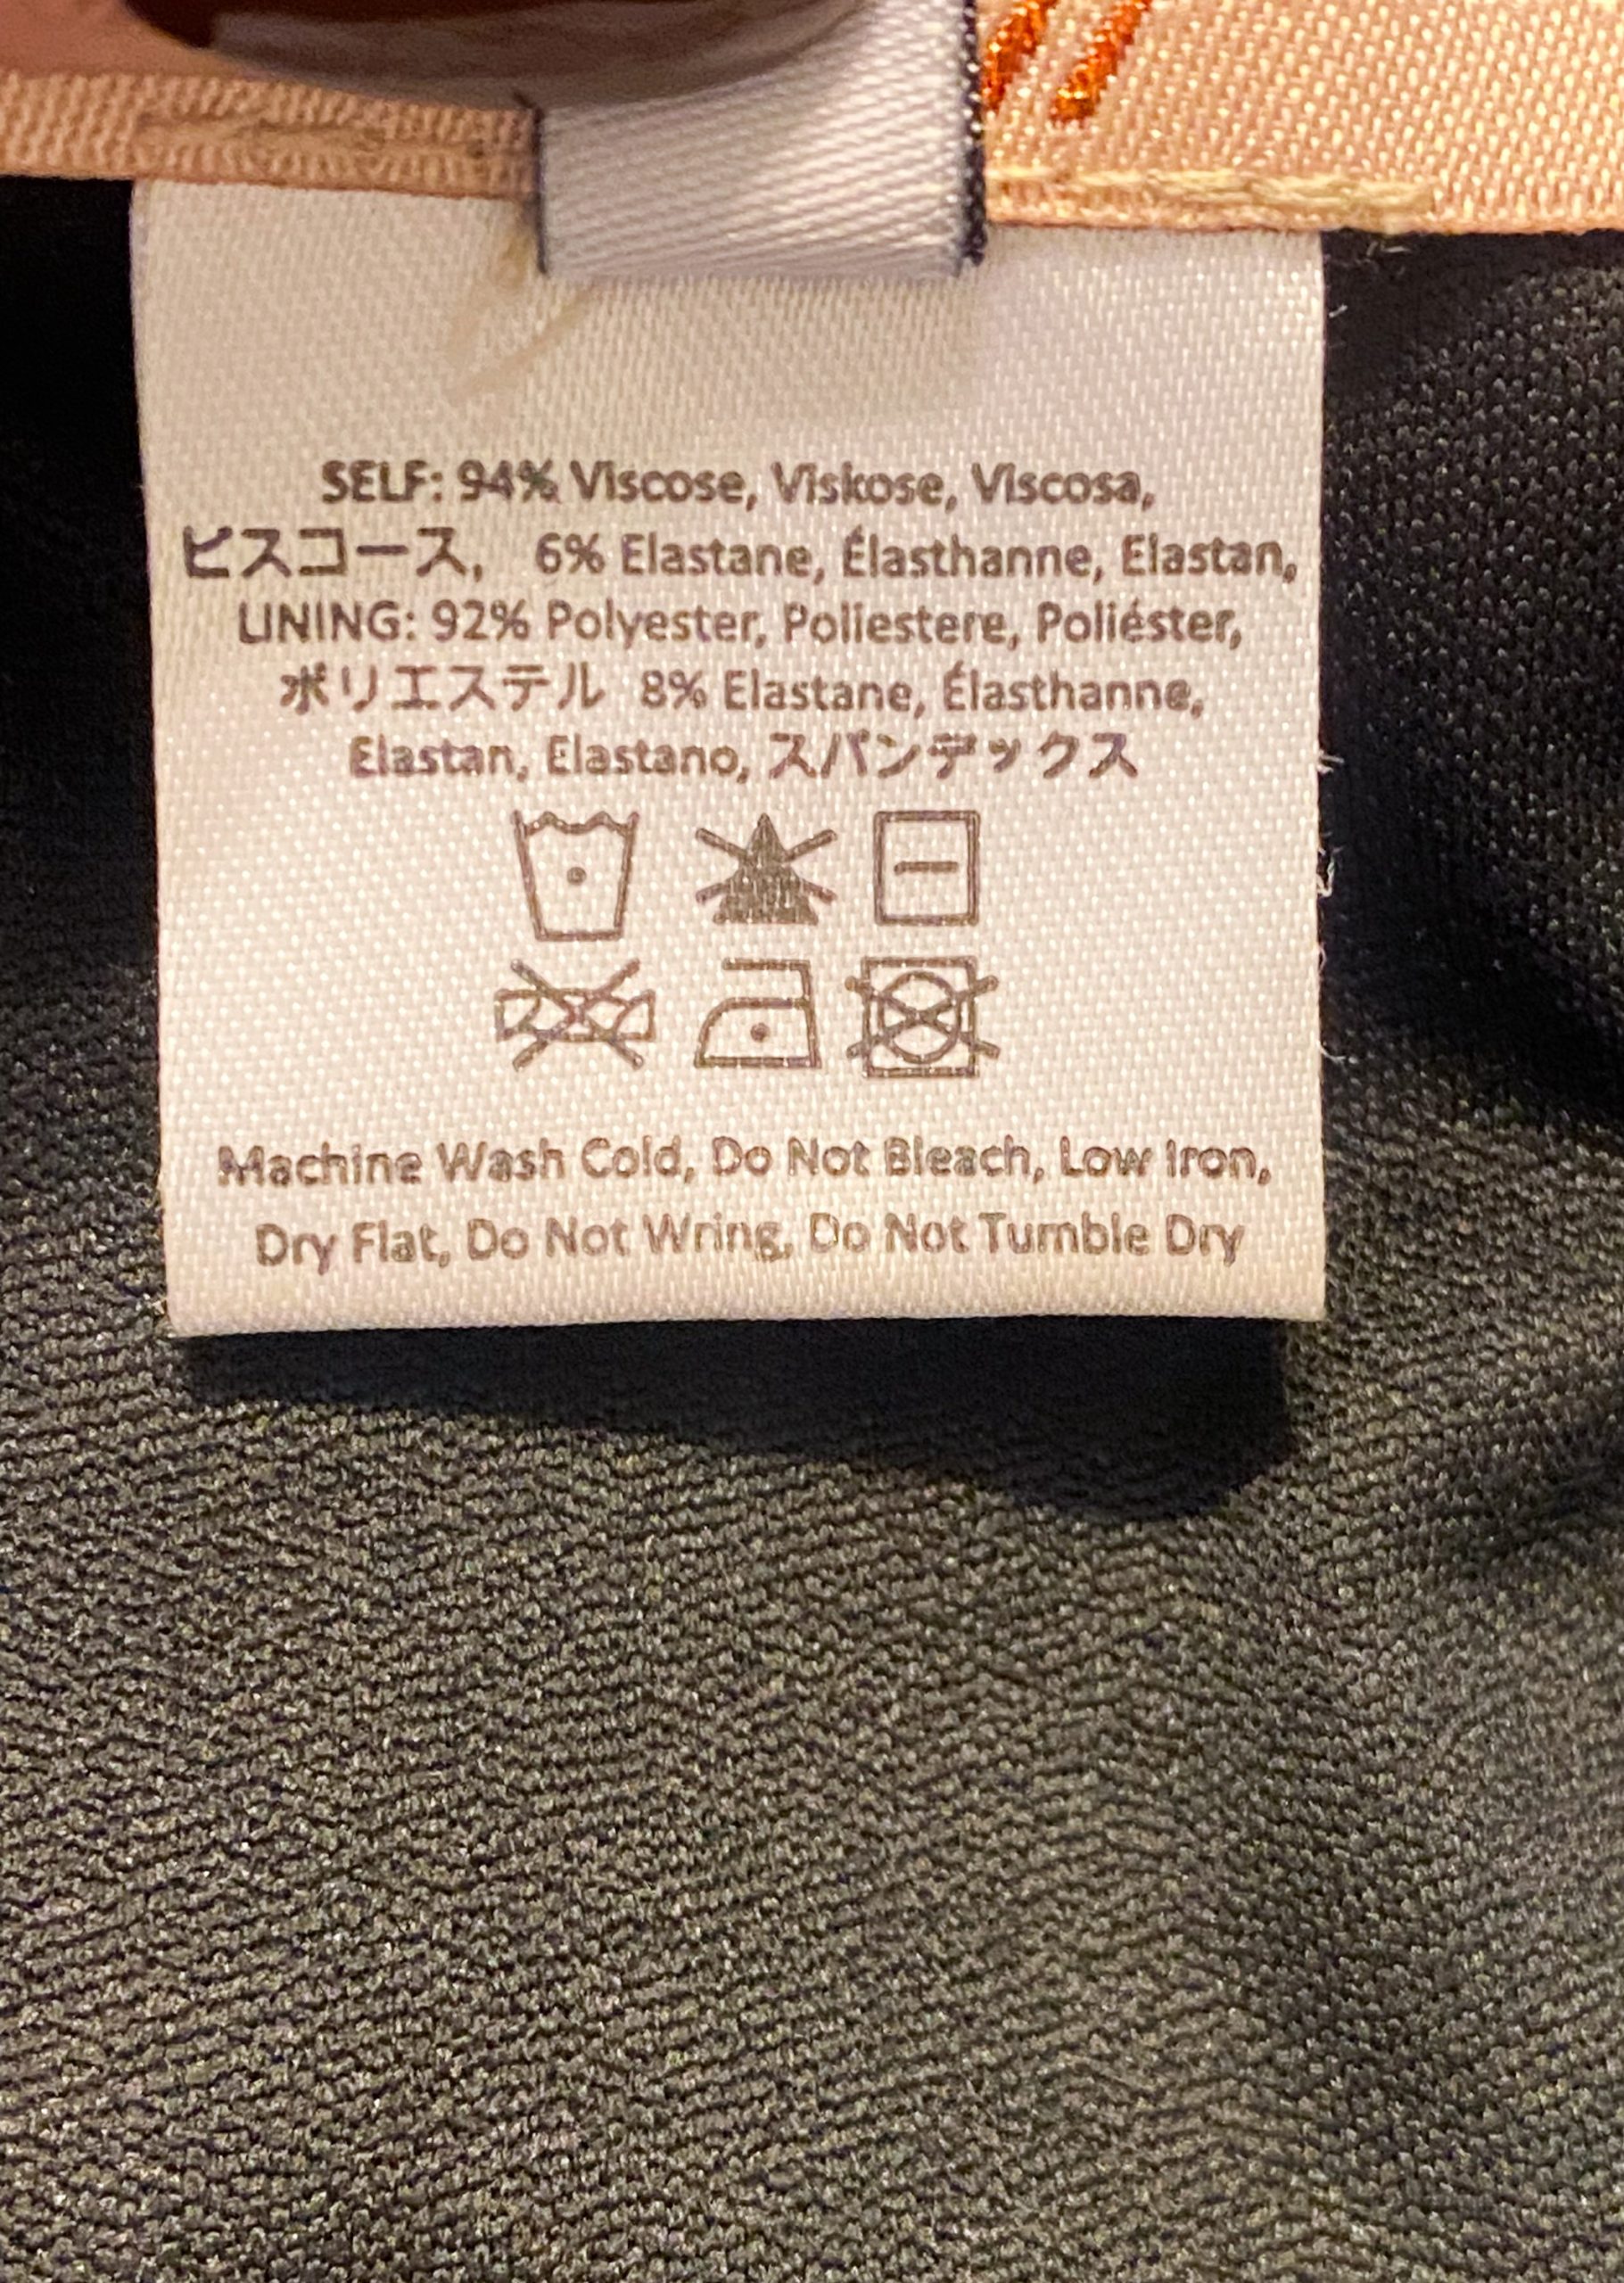 SELF: 94% Viscose, Viskose, Viscosa,
ビスコース, 6% Elastane, Élasthanne, Elastan,
LINING: 92% Polyester, Poliestere, Poliéster,
ポリエステル 8% Elastane, Élasthanne,
Elastan, Elastano, スパンデックス
Machine Wash Cold, Do Not Bleach, Low Iron,
Dry Flat, Do Not Wring, Do Not Tumble Dry